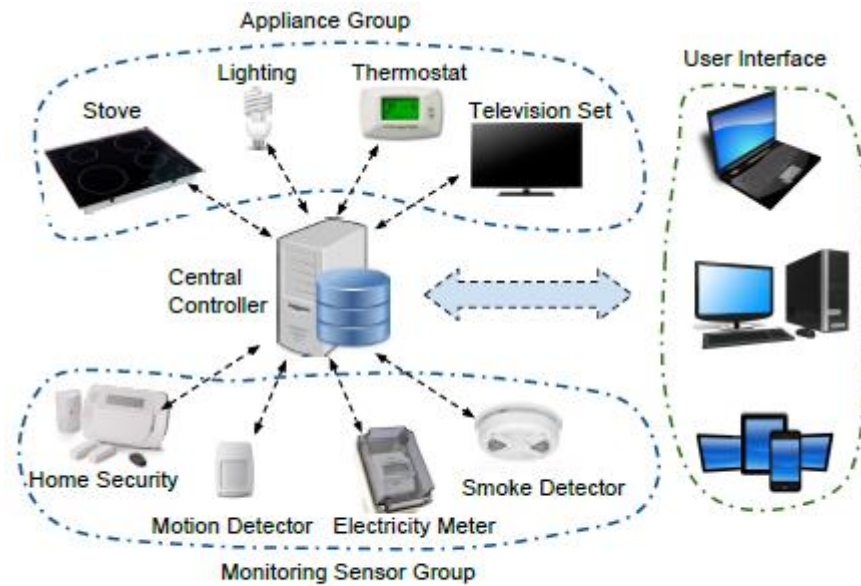 Appliance Group
Lighting
Thermostat
User Interface
Stove
Television Set
Central
Controller
Home Security
Smoke Detector
Motion Detector
Electricity Meter
Monitoring Sensor Group